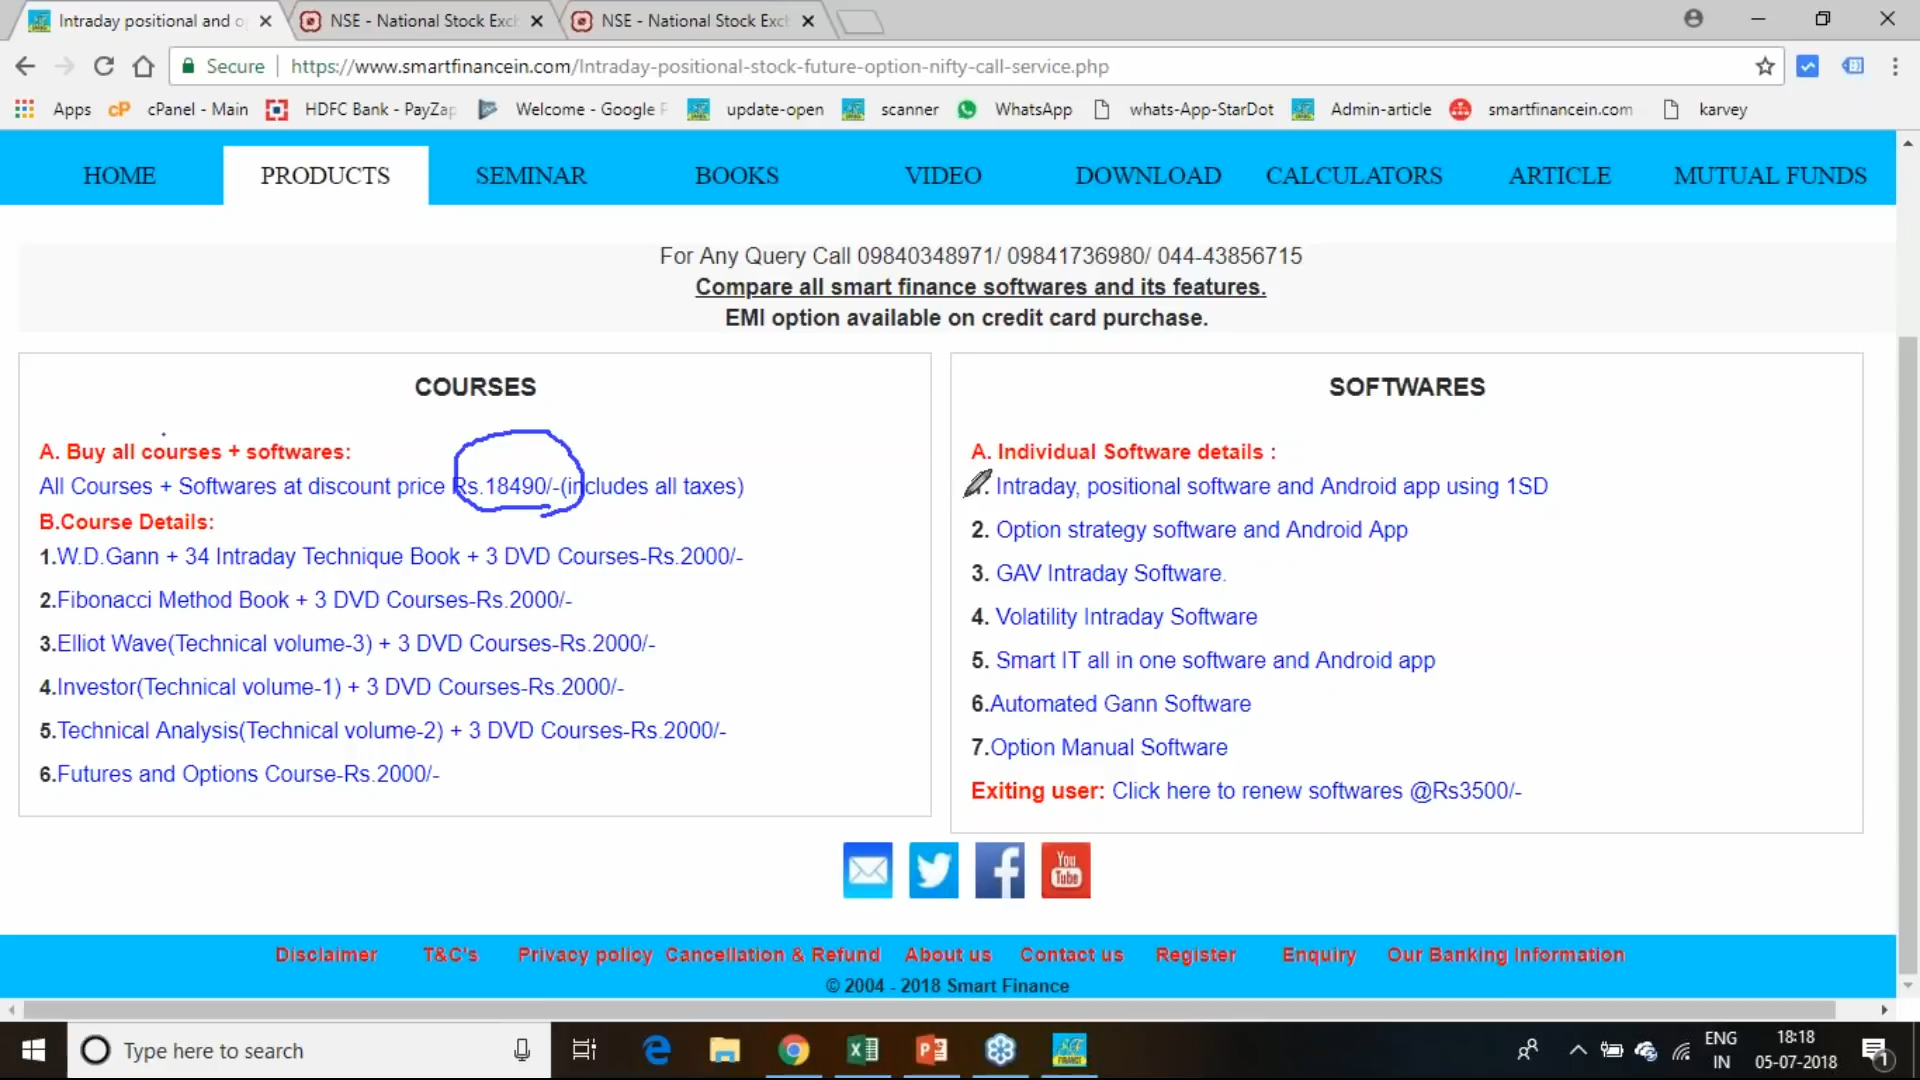 Intraday positional and o
NSE - National Stock Exc
NSE - National Stock Exc
Secure
https://www.smartfinancein.com/Intraday-positional-stock-future-option-nifty-call-service.php
Apps
cP
cPanel - Main
HDFC Bank - PayZap
Welcome - Google P
update-open
scanner
WhatsApp
whats-App-StarDot
Admin-article
smartfinancein.com
karvey
HOME
PRODUCTS
SEMINAR
BOOKS
VIDEO
DOWNLOAD
CALCULATORS
ARTICLE
MUTUAL FUNDS
For Any Query Call 09840348971/ 09841736980/ 044-43856715
Compare all smart finance softwares and its features.
EMI option available on credit card purchase.
COURSES
A. Buy all courses + softwares:
All Courses + Softwares at discount price Rs.18490/-(includes all taxes)
B.Course Details:
1.W.D.Gann + 34 Intraday Technique Book + 3 DVD Courses-Rs.2000/-
2.Fibonacci Method Book + 3 DVD Courses-Rs.2000/-
3.Elliot Wave(Technical volume-3) + 3 DVD Courses-Rs.2000/-
4.Investor(Technical volume-1) + 3 DVD Courses-Rs.2000/-
5.Technical Analysis(Technical volume-2) + 3 DVD Courses-Rs.2000/-
6.Futures and Options Course-Rs.2000/-
SOFTWARES
A. Individual Software details :
Intraday, positional software and Android app using 1SD
2. Option strategy software and Android App
3. GAV Intraday Software.
4. Volatility Intraday Software
5. Smart IT all in one software and Android app
6.Automated Gann Software
7.Option Manual Software
Exiting user: Click here to renew softwares @Rs3500/-
You
Tube
Disclaimer
T&C's
Privacy policy
Cancellation & Refund
About us
Contact us
Register
Enquiry
Our Banking Information
© 2004 - 2018 Smart Finance
Type here to search
ENG
IN
18:18
05-07-2018
1